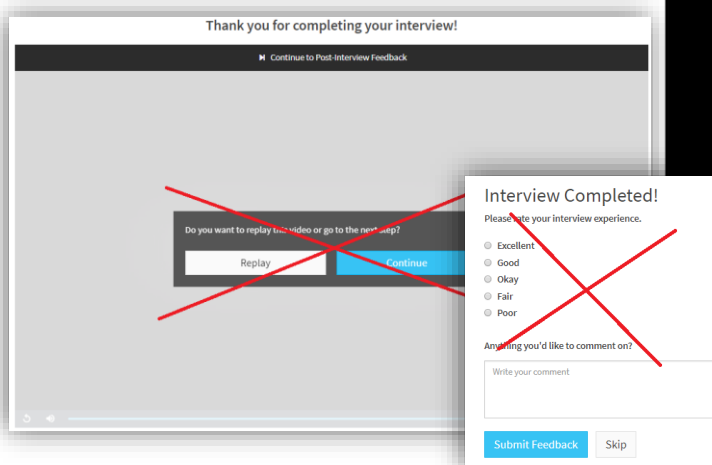 Thank you for completing your interview!
Continue to Post-Interview Feedback
Do you want to replay this video or go to the next step?
Replay
Continue
Interview Completed!
Please rate your interview experience.
Excellent
Good
Okay
Fair
Poor
Anything you'd like to comment on?
Write your comment
Submit Feedback
Skip